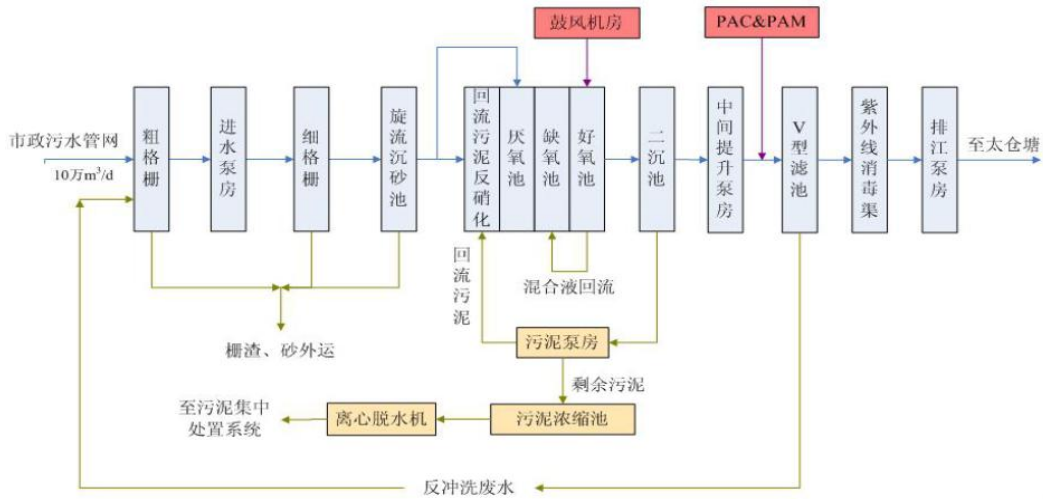 鼓风机房
PAC&PAM
市政污水管网
10万m³/d
粗格栅
进水泵房
细格栅
旋流沉砂池
回流污泥反硝化
厌氧池
缺氧池
好氧池
二沉池
中间提升泵房
V型滤池
紫外线消毒渠
排江泵房
至太仓塘
回流污泥
混合液回流
栅渣、砂外运
污泥泵房
剩余污泥
至污泥集中
处置系统
离心脱水机
污泥浓缩池
反冲洗废水